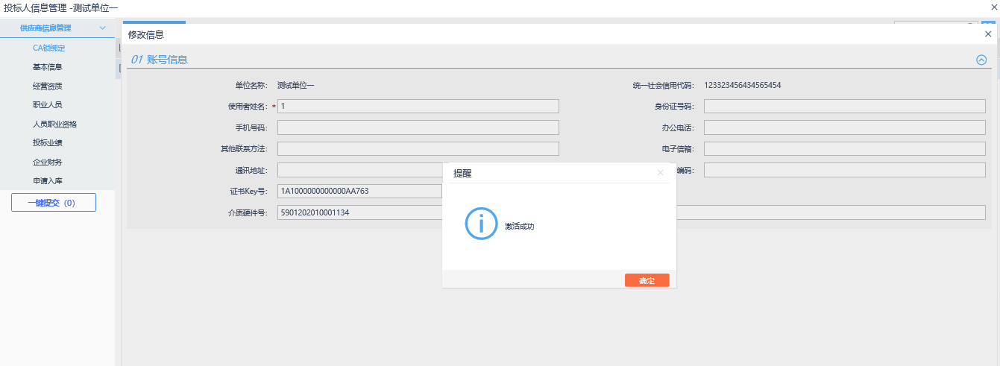 投标人信息管理 -测试单位一
供应商信息管理
CA锁绑定
基本信息
经营资质
职业人员
人员职业资格
投标业绩
企业财务
申请入库
一键提交（0）
修改信息
01 账号信息
单位名称： 测试单位一 统一社会信用代码： 123323456434565454
使用者姓名： * 1 身份证号码：
手机号码： 办公电话：
其他联系方法： 电子信箱：
通讯地址： 编码：
证书Key号： 1A1000000000000AA763
介质硬件号： 5901202010001134
提醒
激活成功
确定